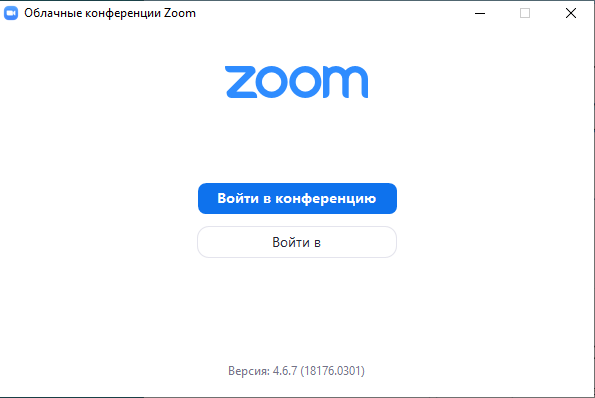 Облачные конференции Zoom
zoom
Войти в конференцию
Войти в
Версия: 4.6.7 (18176.0301)